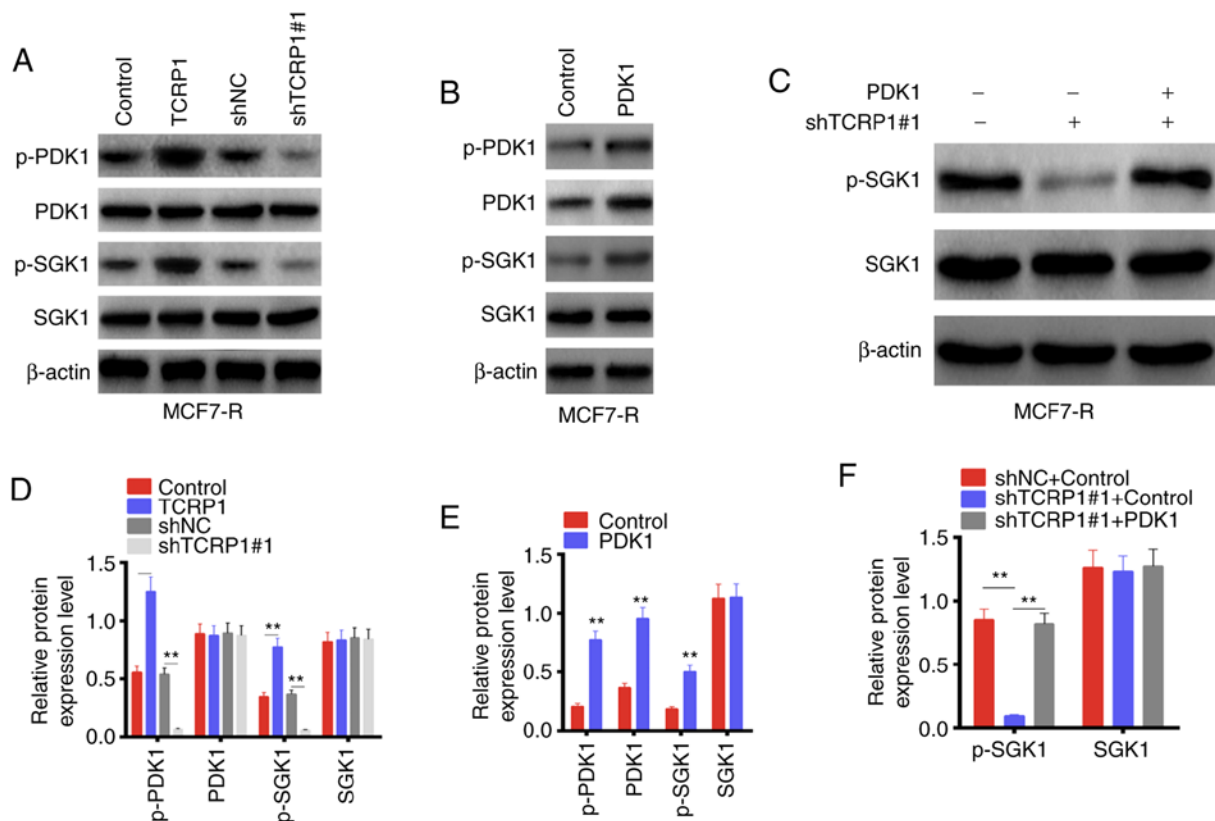 A
Control
TCRP1
shNC
shTCRP1#1
p-PDK1
PDK1
p-SGK1
SGK1
β-actin
MCF7-R
B
Control
PDK1
p-PDK1
PDK1
p-SGK1
SGK1
β-actin
MCF7-R
C
PDK1 – – +
shTCRP1#1 – + +
p-SGK1
SGK1
β-actin
MCF7-R
D
Control
TCRP1
shNC
shTCRP1#1
Relative protein
expression level
1.5
1.0
0.5
0.0
**
**
**
p-PDK1
PDK1
p-SGK1
SGK1
E
Control
PDK1
Relative protein
expression level
1.5
1.0
0.5
0.0
**
**
**
p-PDK1
PDK1
p-SGK1
SGK1
F
shNC+Control
shTCRP1#1+Control
shTCRP1#1+PDK1
Relative protein
expression level
1.5
1.0
0.5
0.0
**
**
p-SGK1
SGK1